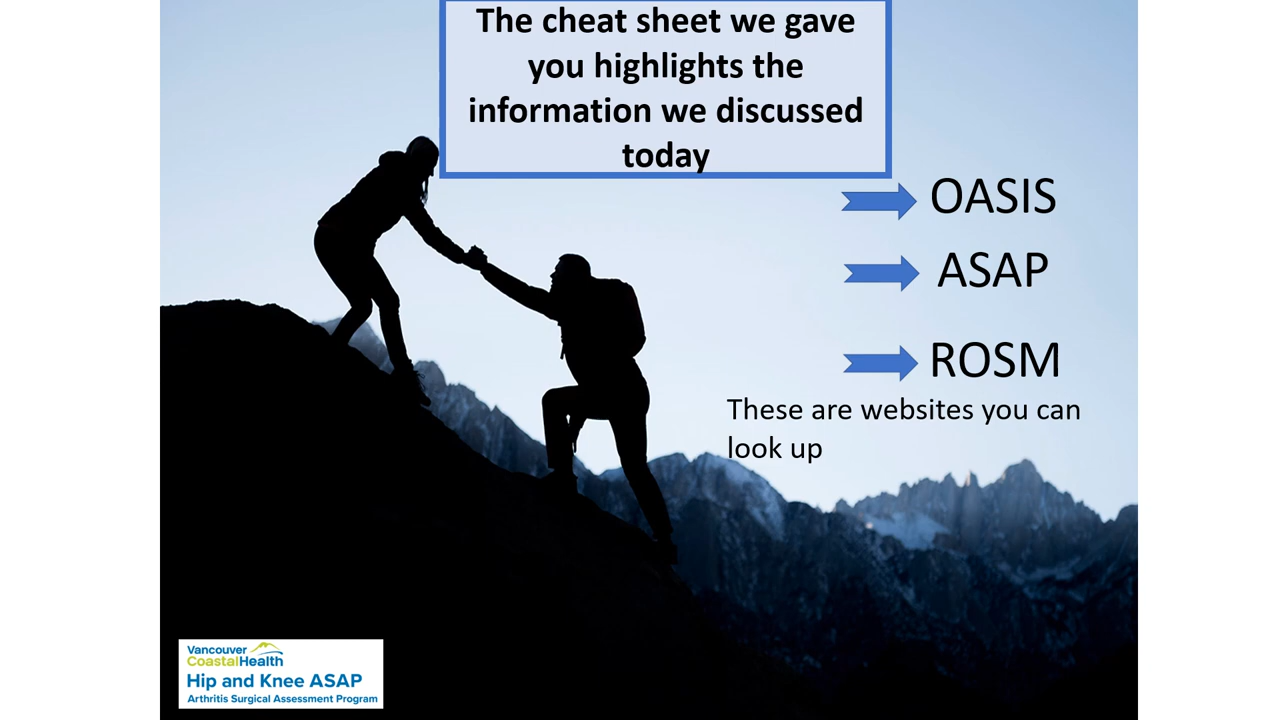 The cheat sheet we gave
you highlights the
information we discussed
today
OASIS
ASAP
ROSM
These are websites you can
look up
Vancouver
CoastalHealth
Hip and Knee ASAP
Arthritis Surgical Assessment Program